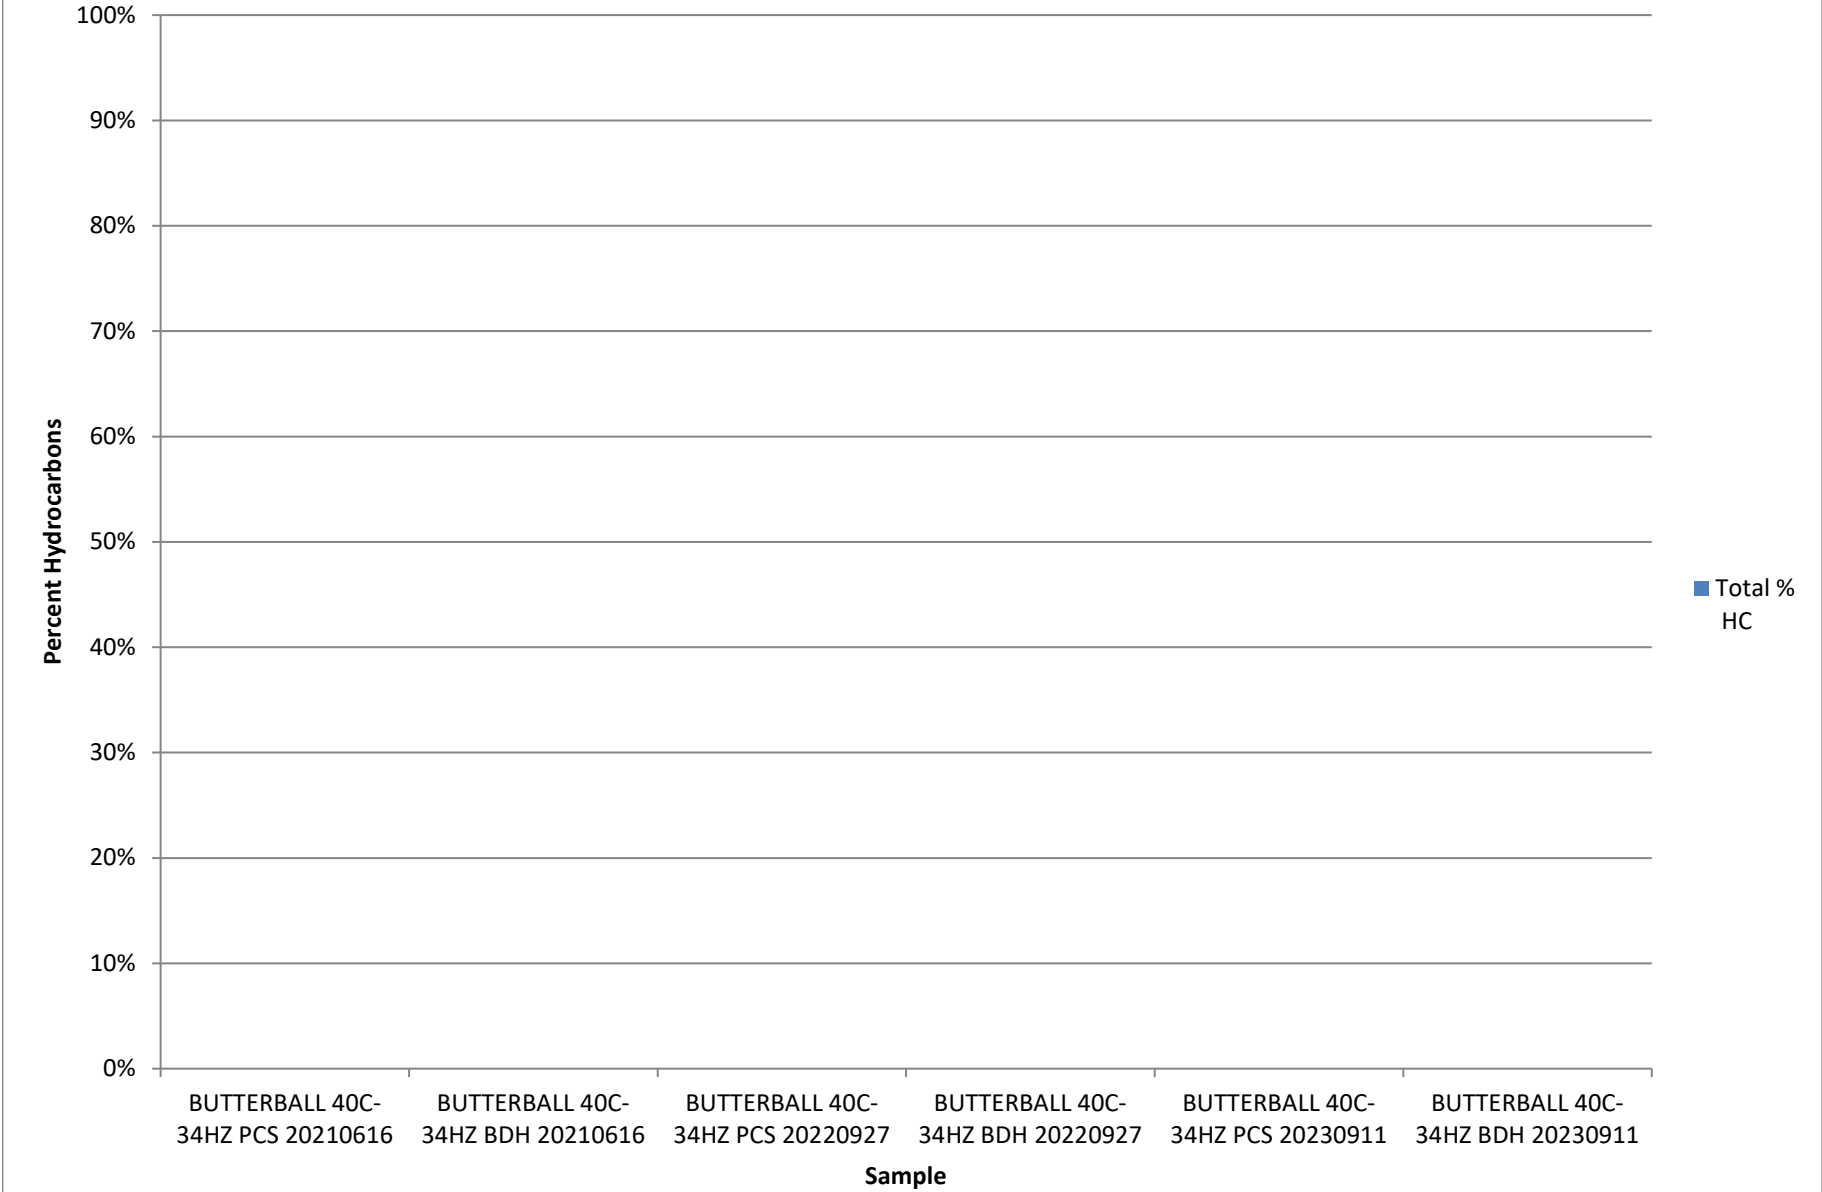 100%
90%
80%
70%
60%
50%
40%
30%
20%
10%
0%
Percent Hydrocarbons
BUTTERBALL 40C-
34HZ PCS 20210616
BUTTERBALL 40C-
34HZ BDH 20210616
BUTTERBALL 40C-
34HZ PCS 20220927
BUTTERBALL 40C-
34HZ BDH 20220927
BUTTERBALL 40C-
34HZ PCS 20230911
BUTTERBALL 40C-
34HZ BDH 20230911
Sample
Total %
HC